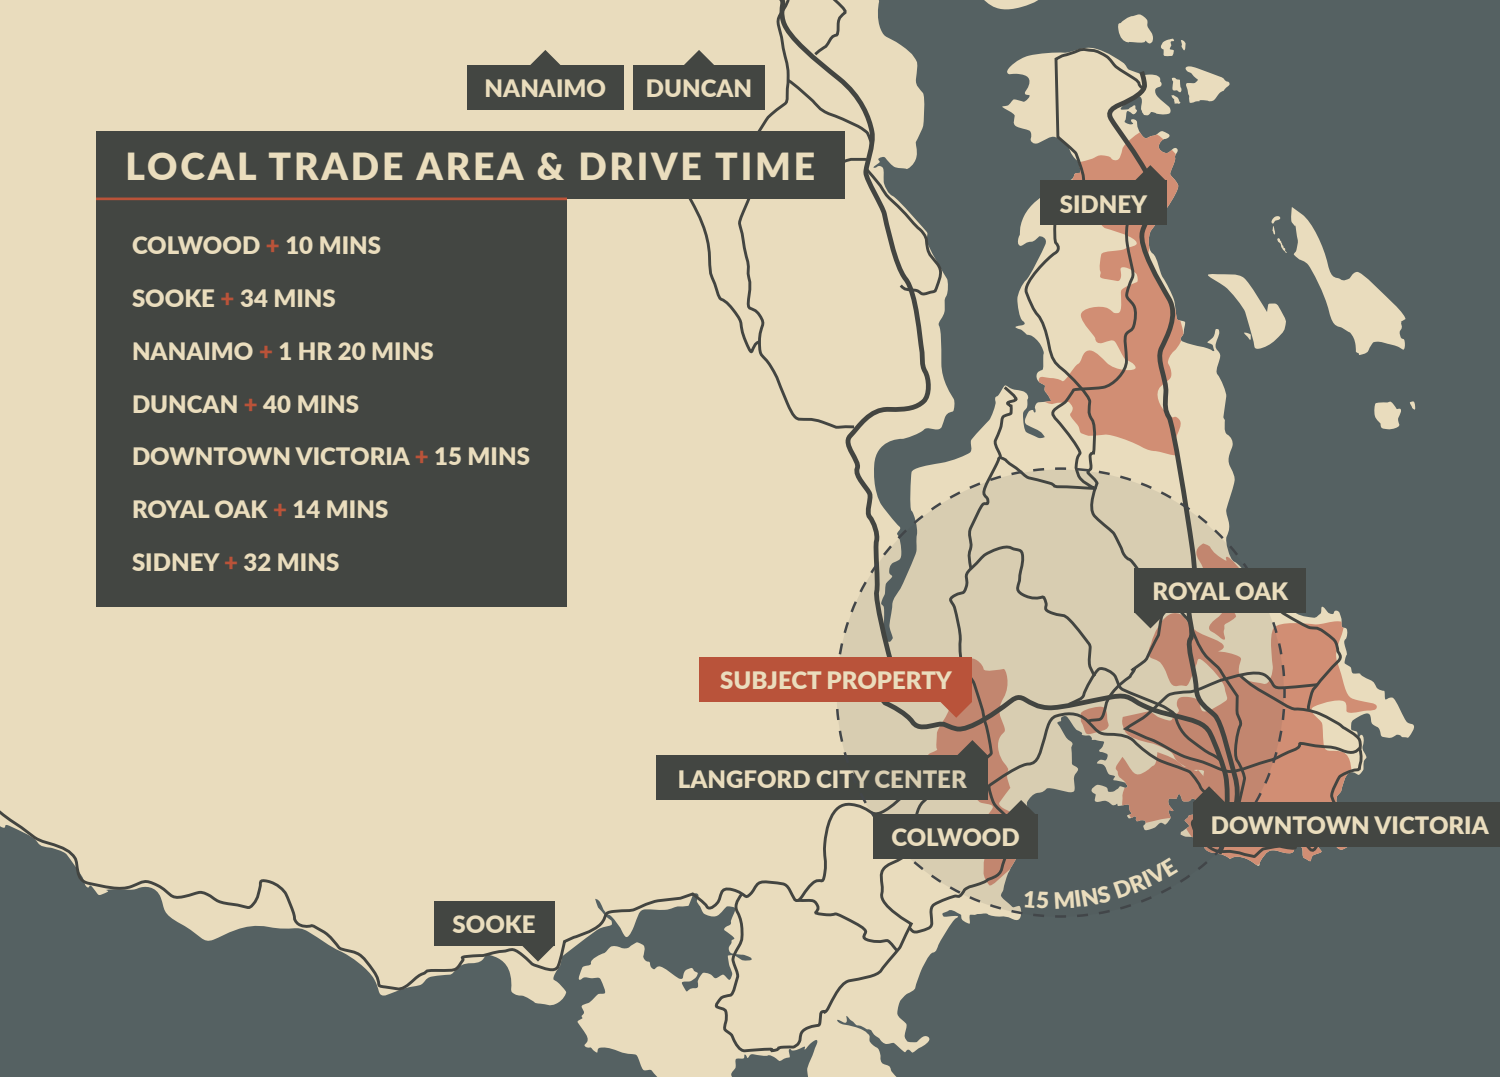 NANAIMO
DUNCAN
LOCAL TRADE AREA & DRIVE TIME
COLWOOD + 10 MINS
SOOKE + 34 MINS
NANAIMO + 1 HR 20 MINS
DUNCAN + 40 MINS
DOWNTOWN VICTORIA + 15 MINS
ROYAL OAK + 14 MINS
SIDNEY + 32 MINS
SIDNEY
ROYAL OAK
SUBJECT PROPERTY
LANGFORD CITY CENTER
COLWOOD
DOWNTOWN VICTORIA
15 MINS DRIVE
SOOKE